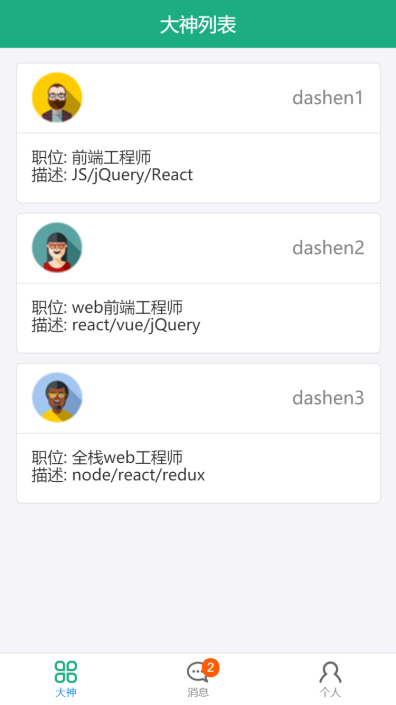 大神列表
dashen1
职位: 前端工程师
描述: JS/jQuery/React
dashen2
职位: web前端工程师
描述: react/vue/jQuery
dashen3
职位: 全栈web工程师
描述: node/react/redux
2
大神 消息 个人